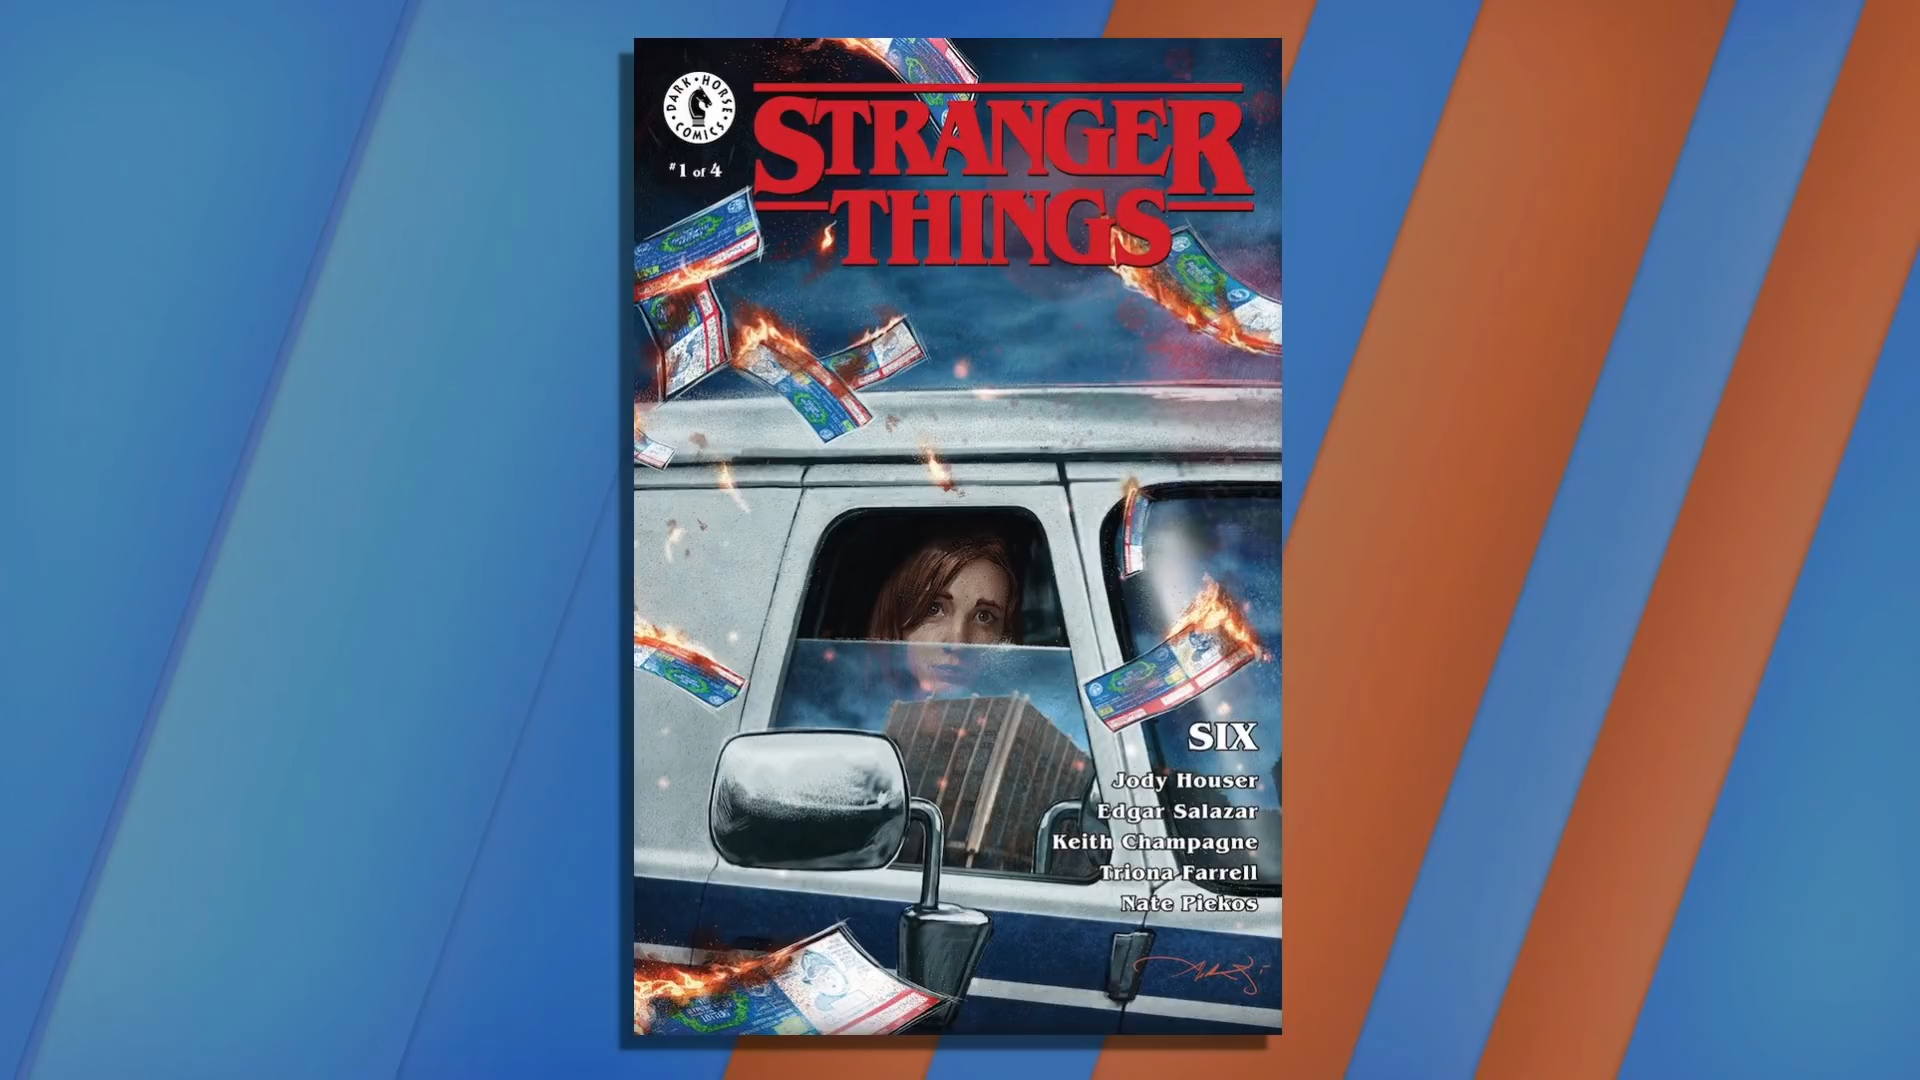 DARK • HORSE • COMICS •
#1 of 4
STRANGER
THINGS
SIX
Jody Houser
Edgar Salazar
Keith Champagne
Triona Farrell
Nate Piekos